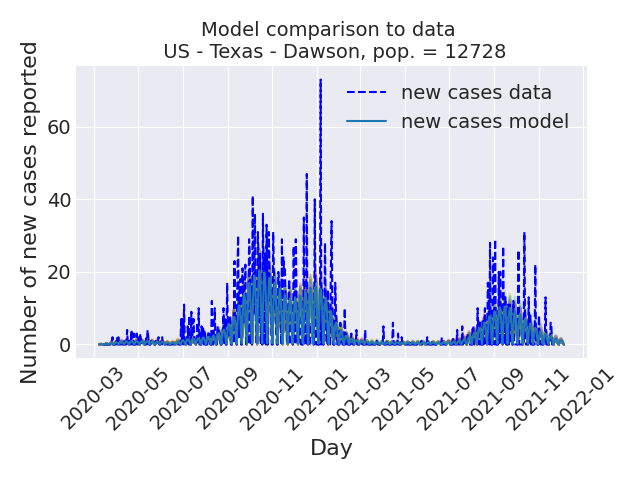 Model comparison to data
US - Texas - Dawson, pop. = 12728
new cases data
new cases model
Number of new cases reported
60
40
20
0
2020-03
2020-05
2020-07
2020-09
2020-11
2021-01
2021-03
2021-05
2021-07
2021-09
2021-11
2022-01
Day